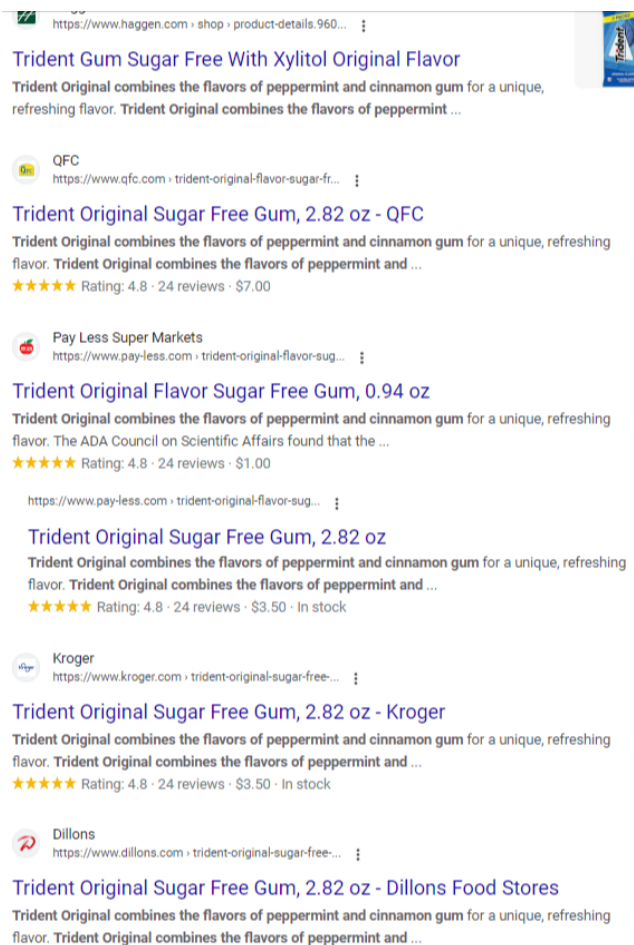 https://www.haggen.com › shop › product-details.960...
Trident Gum Sugar Free With Xylitol Original Flavor
Trident Original combines the flavors of peppermint and cinnamon gum for a unique,
refreshing flavor. Trident Original combines the flavors of peppermint ...
Trident
QFC
https://www.qfc.com › trident-original-flavor-sugar-fr...
Trident Original Sugar Free Gum, 2.82 oz - QFC
Trident Original combines the flavors of peppermint and cinnamon gum for a unique, refreshing
flavor. Trident Original combines the flavors of peppermint and ...
Rating: 4.8 · 24 reviews · $7.00
Pay Less Super Markets
https://www.pay-less.com › trident-original-flavor-sug...
Trident Original Flavor Sugar Free Gum, 0.94 oz
Trident Original combines the flavors of peppermint and cinnamon gum for a unique, refreshing
flavor. The ADA Council on Scientific Affairs found that the ...
Rating: 4.8 · 24 reviews · $1.00
https://www.pay-less.com › trident-original-flavor-sug...
Trident Original Sugar Free Gum, 2.82 oz
Trident Original combines the flavors of peppermint and cinnamon gum for a unique, refreshing
flavor. Trident Original combines the flavors of peppermint and ...
Rating: 4.8 · 24 reviews · $3.50 · In stock
Kroger
https://www.kroger.com › trident-original-sugar-free-...
Trident Original Sugar Free Gum, 2.82 oz - Kroger
Trident Original combines the flavors of peppermint and cinnamon gum for a unique, refreshing
flavor. Trident Original combines the flavors of peppermint and ...
Rating: 4.8 · 24 reviews · $3.50 · In stock
Dillons
https://www.dillons.com › trident-original-sugar-free-...
Trident Original Sugar Free Gum, 2.82 oz - Dillons Food Stores
Trident Original combines the flavors of peppermint and cinnamon gum for a unique, refreshing
flavor. Trident Original combines the flavors of peppermint and ...